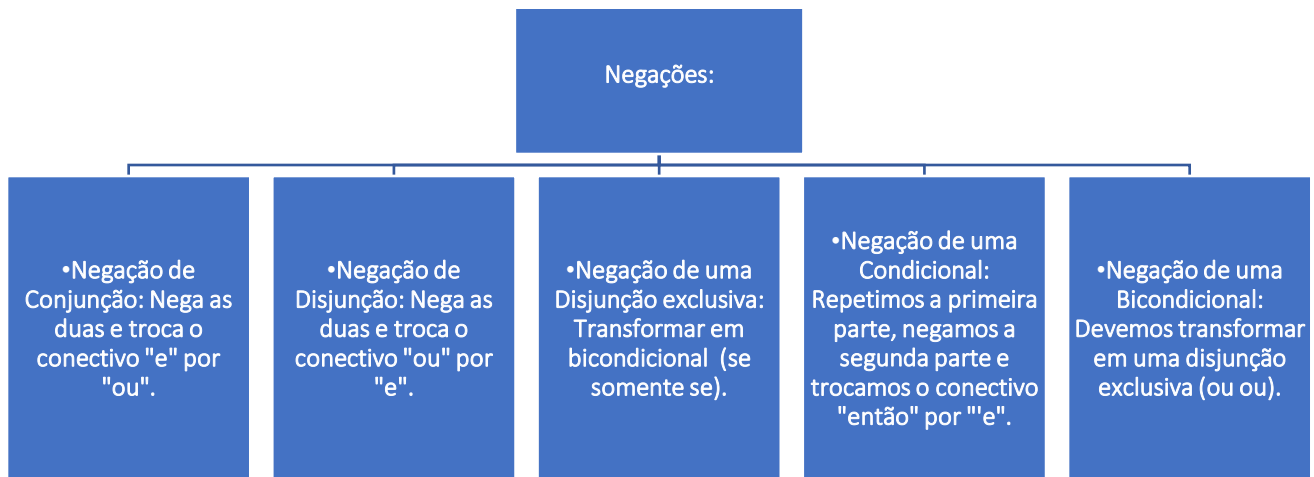 Negações:
•Negação de
Conjunção: Nega as
duas e troca o
conectivo "e" por
"ou".
•Negação de
Disjunção: Nega as
duas e troca o
conectivo "ou" por
"e".
•Negação de uma
Disjunção exclusiva:
Transformar em
bicondicional (se
somente se).
•Negação de uma
Condicional:
Repetimos a primeira
parte, negamos a
segunda parte e
trocamos o conectivo
"então" por "'e".
•Negação de uma
Bicondicional:
Devemos transformar
em uma disjunção
exclusiva (ou ou).